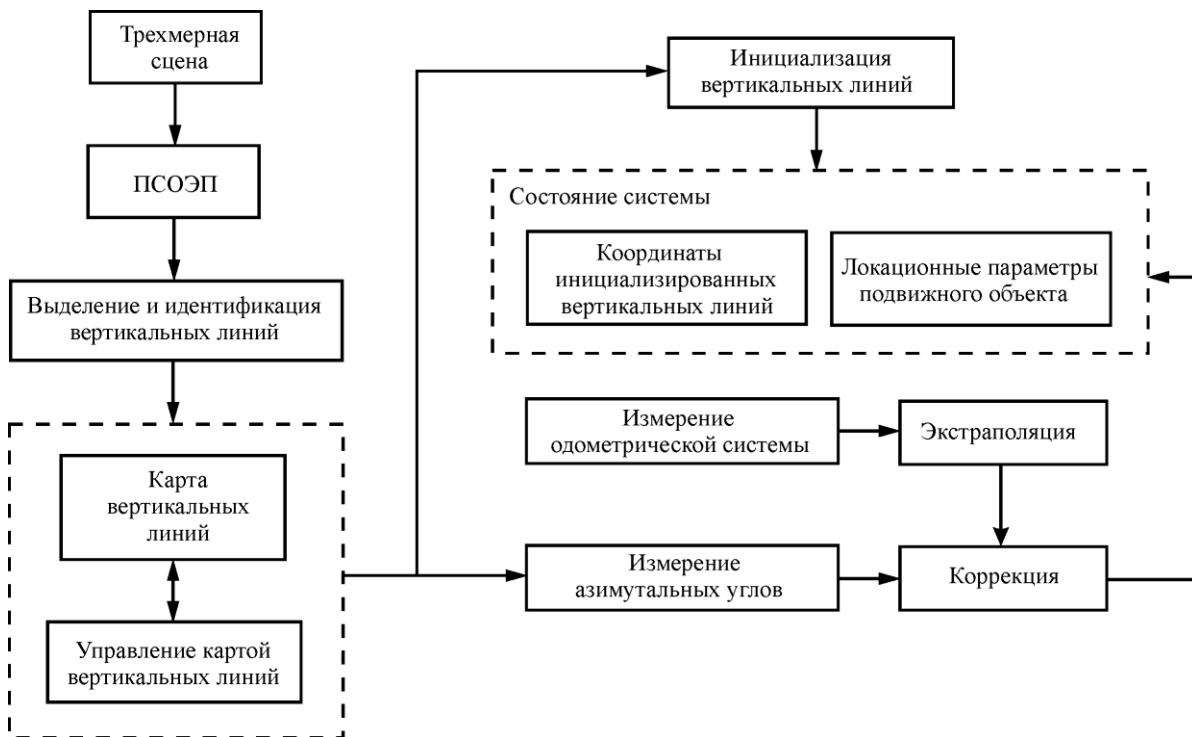 Трехмерная
сцена
ПСОЭП
Выделение и идентификация
вертикальных линий
Карта
вертикальных
линий
Управление картой
вертикальных линий
Инициализация
вертикальных линий
Состояние системы
Координаты
инициализированных
вертикальных линий
Локационные параметры
подвижного объекта
Измерение
одометрической системы
Экстраполяция
Измерение
азимутальных углов
Коррекция